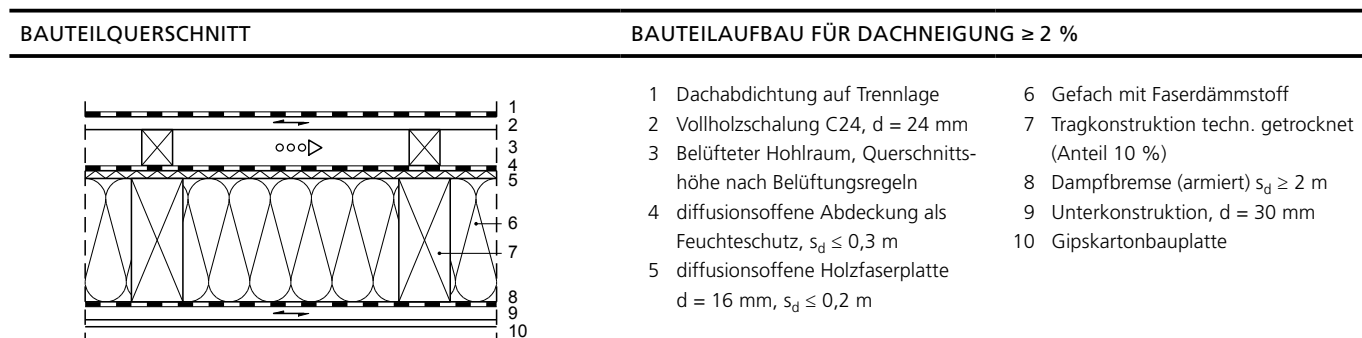 BAUTEILQUERSCHNITT
BAUTEILAUFBAU FÜR DACHNEIGUNG ≥ 2 %
1
2
3
4
5
6
7
8
9
10
1 Dachabdichtung auf Trennlage
2 Vollholzschalung C24, d = 24 mm
3 Belüfteter Hohlraum, Querschnitts-
höhe nach Belüftungsregeln
4 diffusionsoffene Abdeckung als
Feuchteschutz, sd ≤ 0,3 m
5 diffusionsoffene Holzfaserplatte
d = 16 mm, sd ≤ 0,2 m
6 Gefach mit Faserdämmstoff
7 Tragkonstruktion techn. getrocknet
(Anteil 10 %)
8 Dampfbremse (armiert) sd ≥ 2 m
9 Unterkonstruktion, d = 30 mm
10 Gipskartonbauplatte